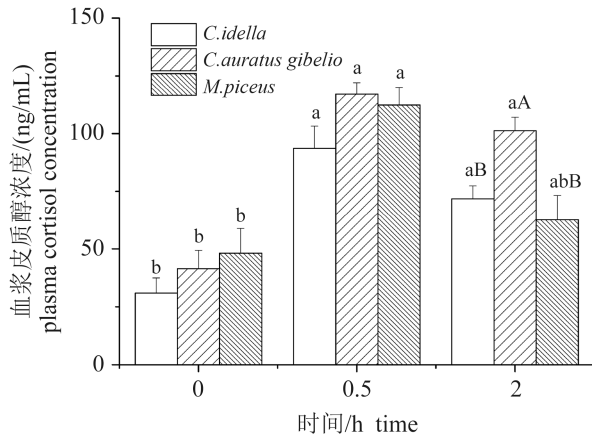 150
100
50
0
血浆皮质醇浓度/(ng/mL)
plasma cortisol concentration
C.idella
C.auratus gibelio
M.piceus
b
b
b
a
a
a
aB
aA
abB
0
0.5
2
时间/h time